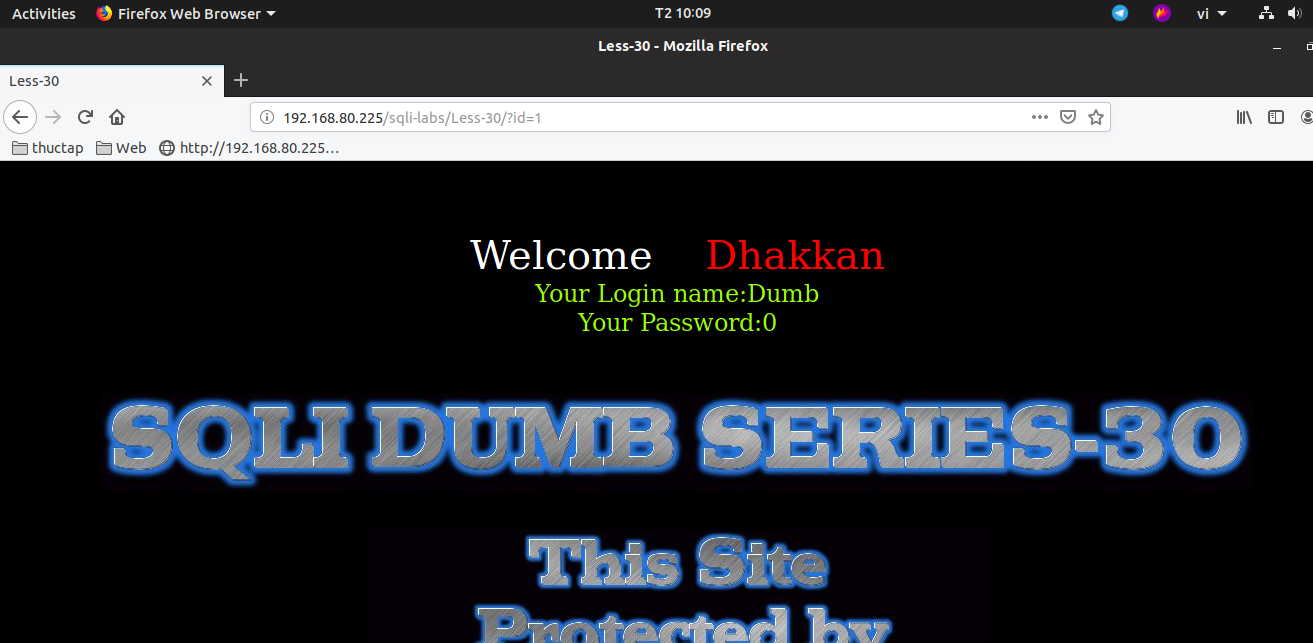 Activities Firefox Web Browser T2 10:09 vi
Less-30 - Mozilla Firefox
Less-30
192.168.80.225/sqli-labs/Less-30/?id=1
thuctap Web http://192.168.80.225...
Welcome Dhakkan
Your Login name:Dumb
Your Password:0
SQLI DUMB SERIES-30
This Site
Protected by